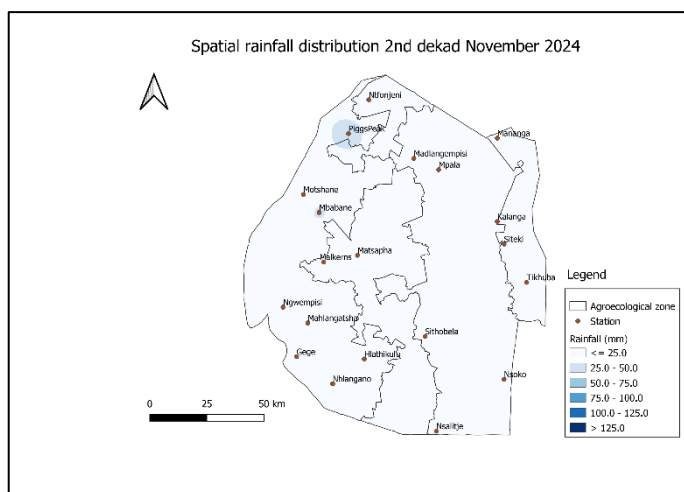 Spatial rainfall distribution 2nd dekad November 2024
Ntfonjeni
PiggsPeak
Mananga
Madlangempisi
Mpala
Motshane
Mbabane
Kalanga
Siteki
Matsapha
Malkerns
Tikhuba
Ngwempisi
Mahlangatsha
Sithobela
Gege
Hlathikulu
Nhlangano
Nsoko
Nsalitje
0 25 50 km
Legend
Agroecological zone
Station
Rainfall (mm)
<= 25.0
25.0 - 50.0
50.0 - 75.0
75.0 - 100.0
100.0 - 125.0
> 125.0